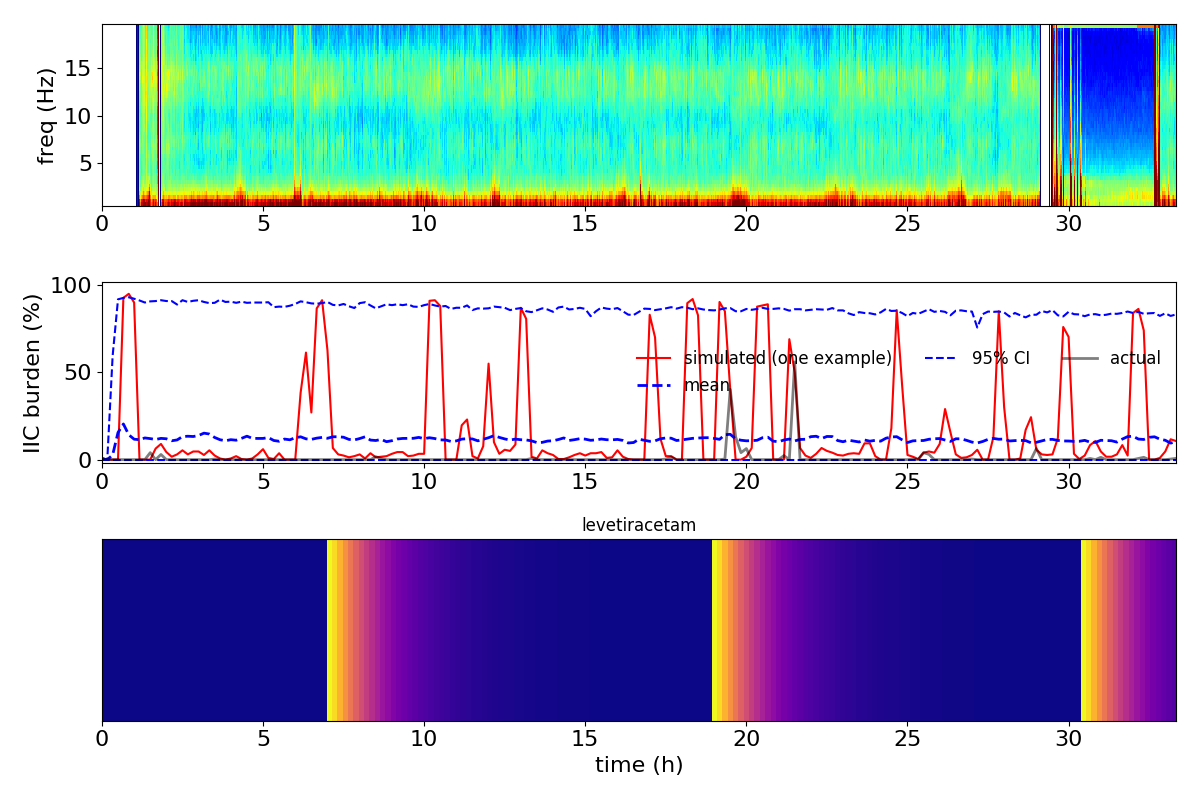 freq (Hz)
15
10
5
0 5 10 15 20 25 30
IIC burden (%)
100
50
0
simulated (one example) 95% CI actual
mean
0 5 10 15 20 25 30
levetiracetam
0 5 10 15 20 25 30
time (h)